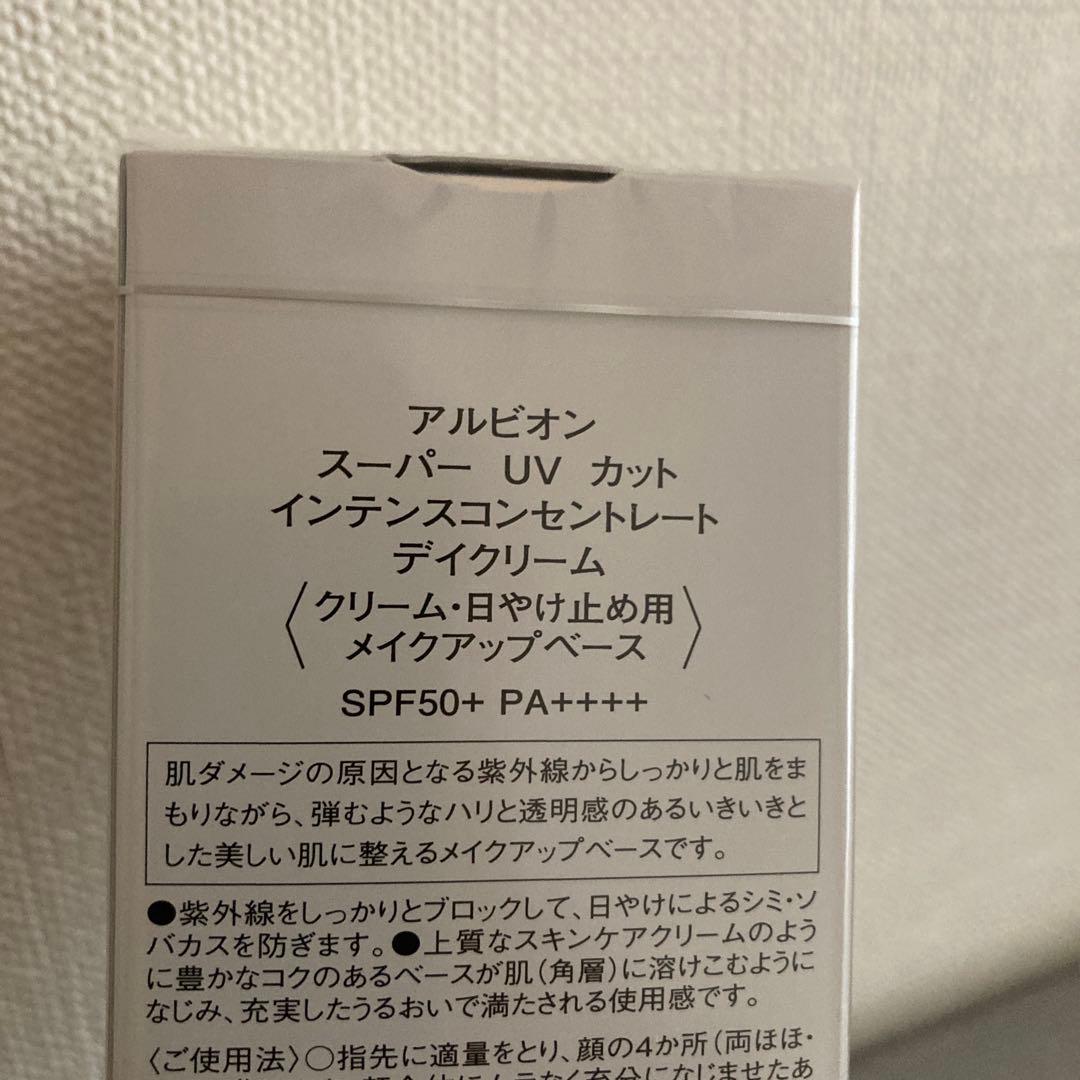 アルビオン
スーパー UV カット
インテンスコンセントレート
デイクリーム
〈クリーム・日やけ止め用
メイクアップベース〉
SPF50+ PA++++
肌ダメージの原因となる紫外線からしっかりと肌をま
もりながら、弾むようなハリと透明感のあるいきいきと
した美しい肌に整えるメイクアップベースです。
●紫外線をしっかりとブロックして、日やけによるシミ・ソ
バカスを防ぎます。●上質なスキンケアクリームのよう
に豊かなコクのあるベースが肌(角層)に溶けこむように
なじみ、充実したうるおいで満たされる使用感です。
〈ご使用法〉○指先に適量をとり、顔の4か所(両ほほ・
なじませたあ